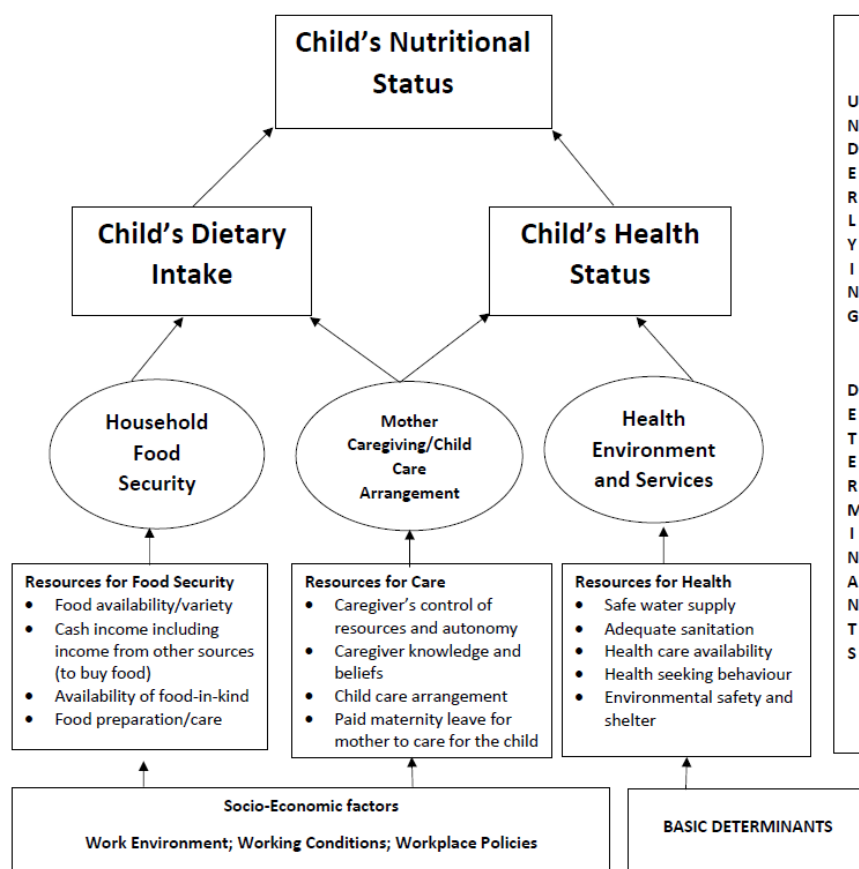 Child's Nutritional
Status
Child's Dietary
Intake
Child's Health
Status
Household
Food
Security
Mother
Caregiving/Child
Care
Arrangement
Health
Environment
and Services
Resources for Food Security
• Food availability/variety
• Cash income including
income from other sources
(to buy food)
• Availability of food-in-kind
• Food preparation/care
Resources for Care
• Caregiver's control of
resources and autonomy
• Caregiver knowledge and
beliefs
• Child care arrangement
• Paid maternity leave for
mother to care for the child
Resources for Health
• Safe water supply
• Adequate sanitation
• Health care availability
• Health seeking behaviour
• Environmental safety and
shelter
Socio-Economic factors
Work Environment; Working Conditions; Workplace Policies
BASIC DETERMINANTS
UNDERLYING
DETERMINANTS